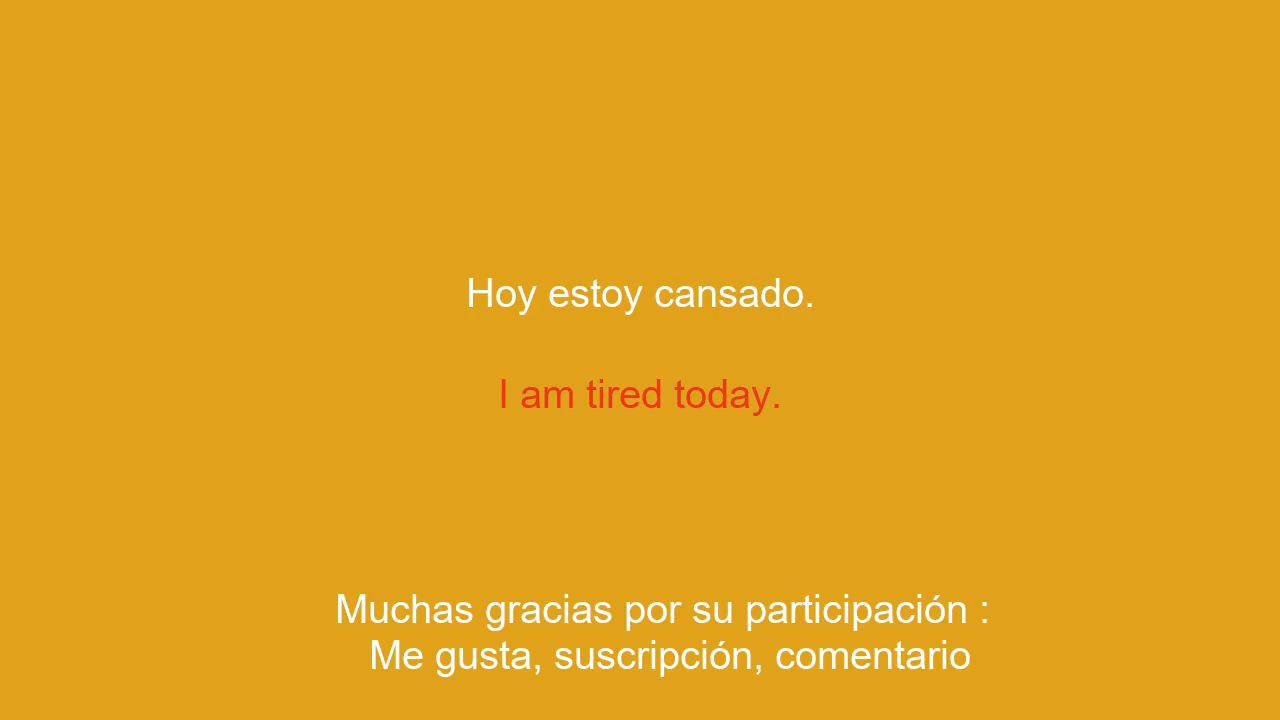 Hoy estoy cansado.
I am tired today.
Muchas gracias por su participación :
Me gusta, suscripción, comentario